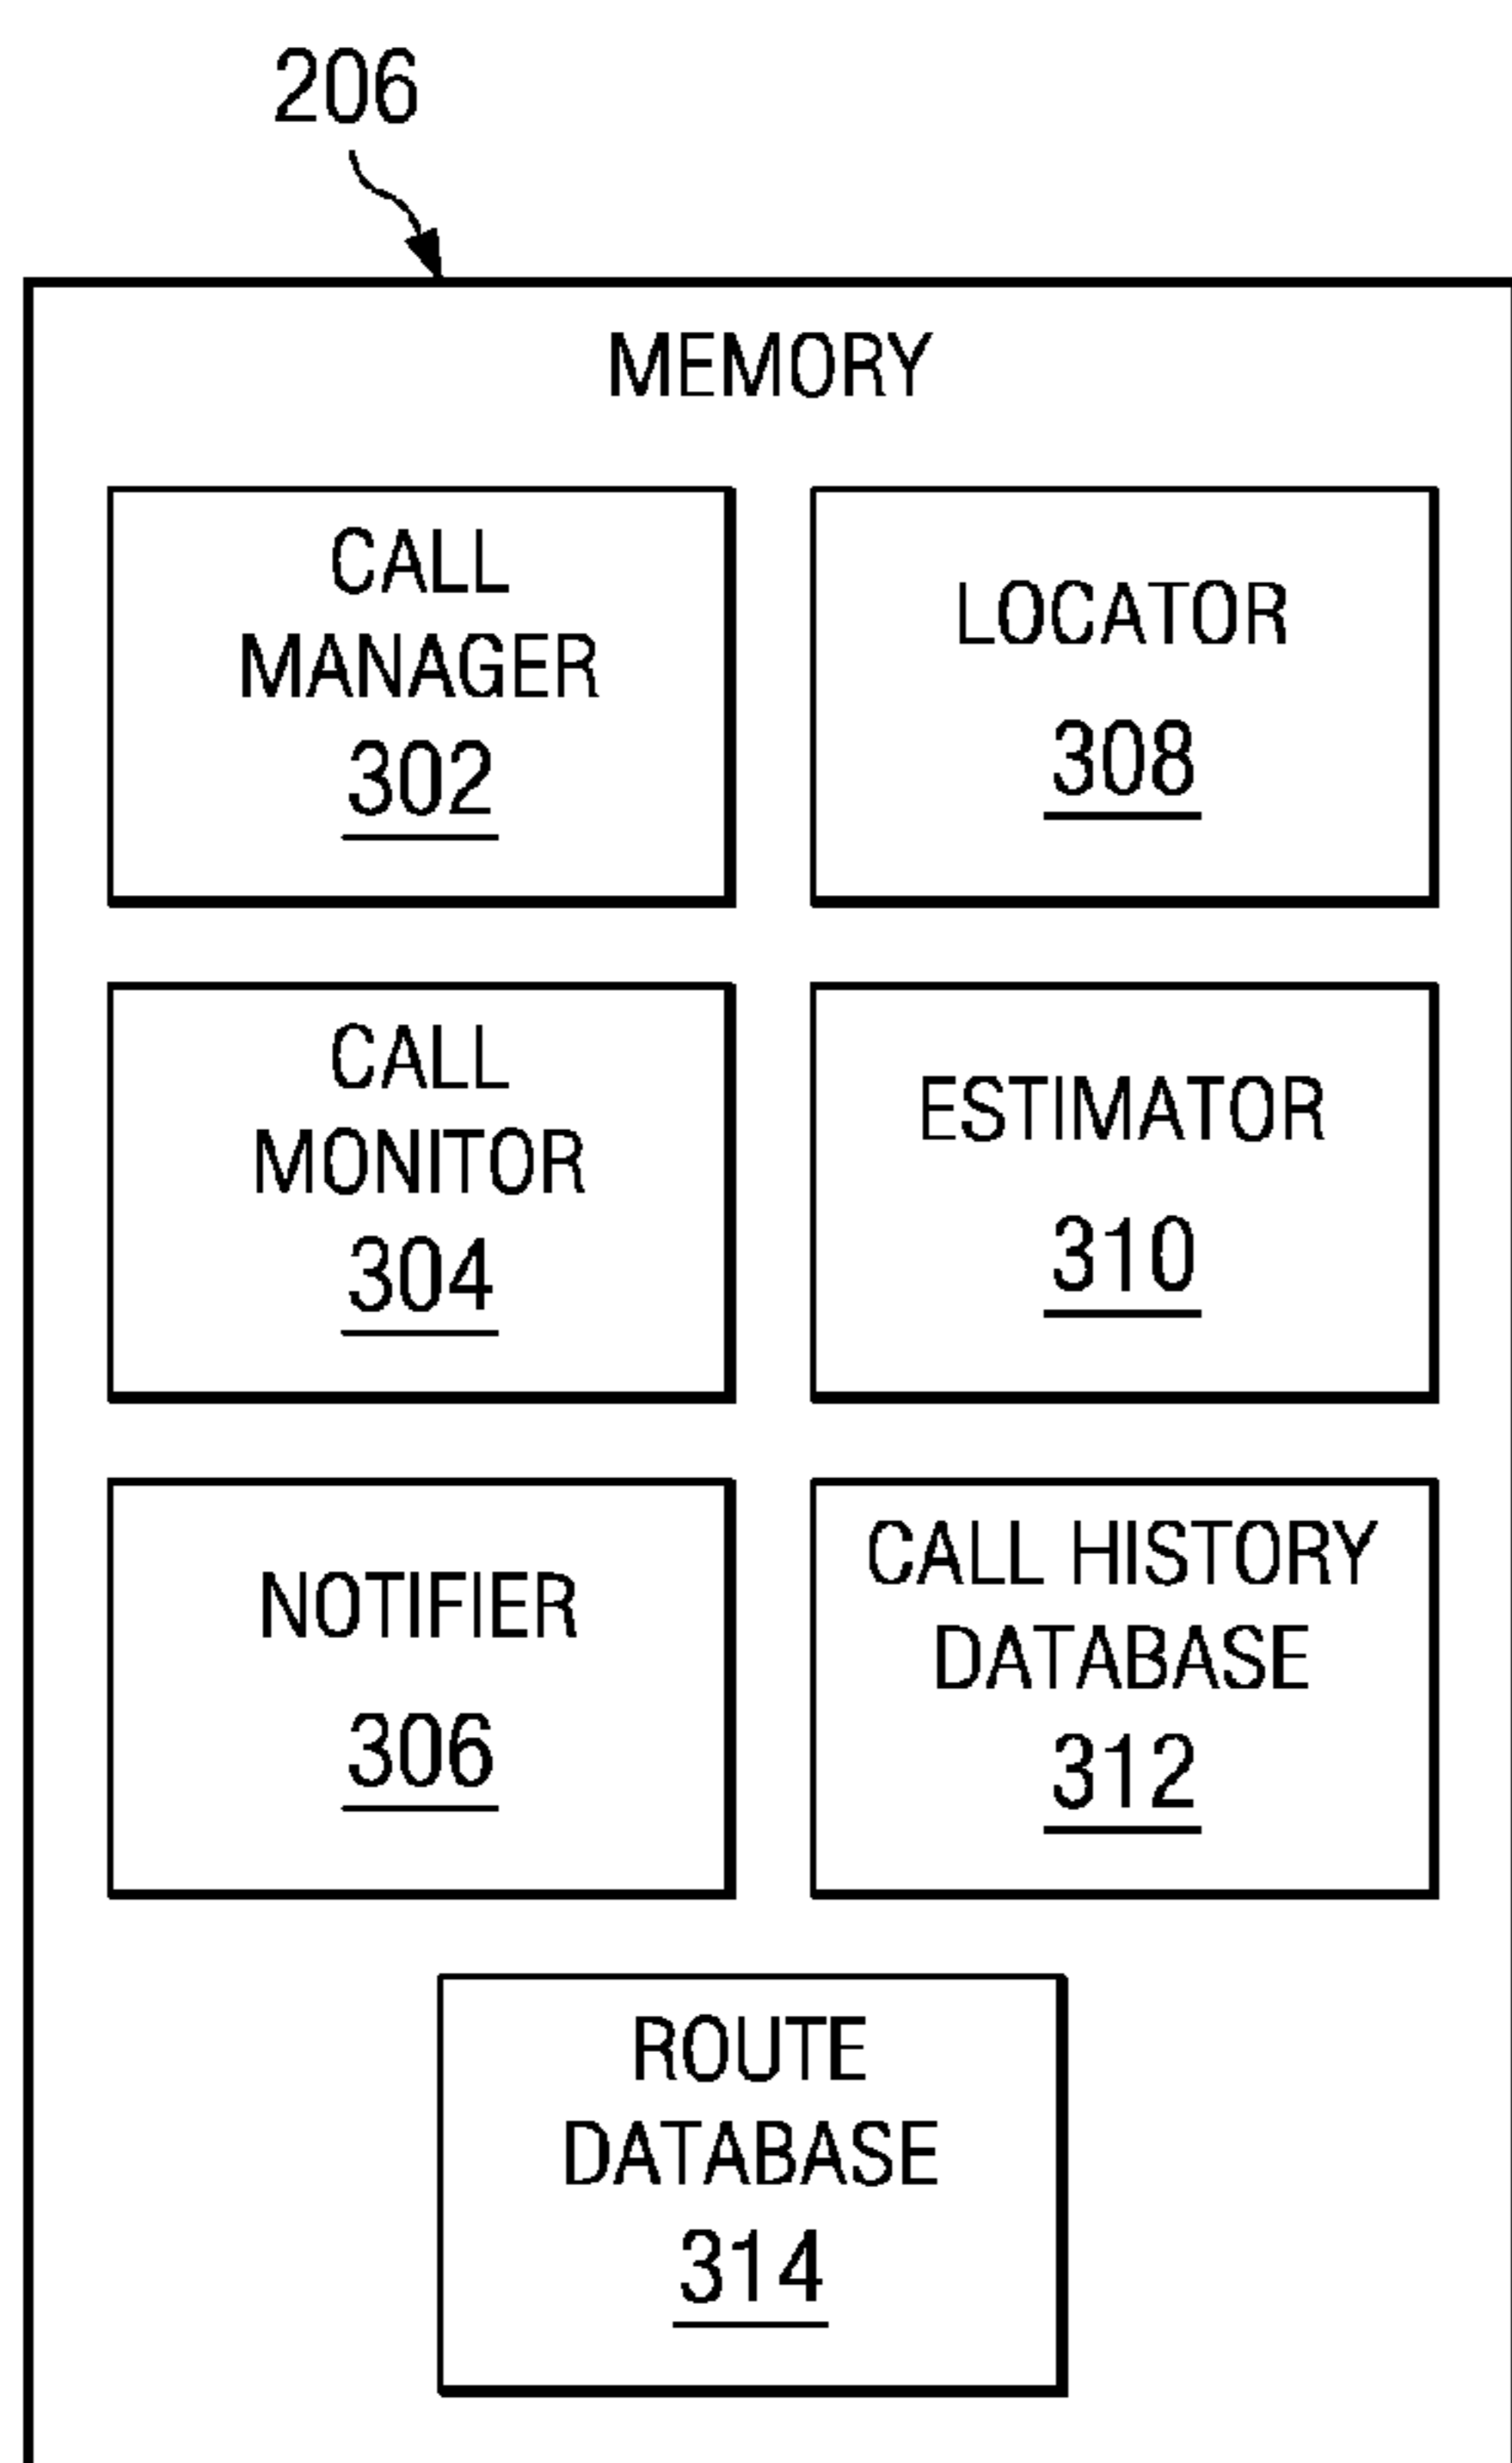 206
MEMORY
CALL
MANAGER
302
LOCATOR
308
CALL
MONITOR
304
ESTIMATOR
310
NOTIFIER
306
CALL HISTORY
DATABASE
312
ROUTE
DATABASE
314